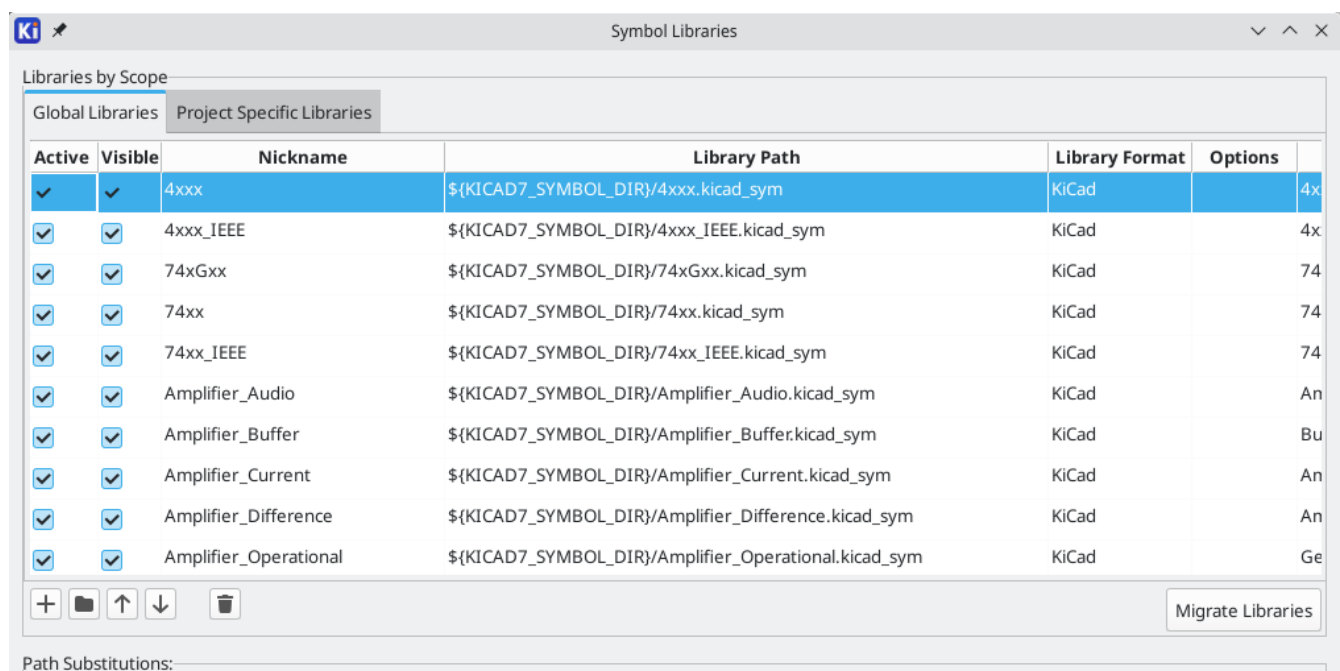 Ki Symbol Libraries
Libraries by Scope
Global Libraries Project Specific Libraries
Active Visible Nickname Library Path Library Format Options
4xxx ${KICAD7_SYMBOL_DIR}/4xxx.kicad_sym KiCad 4x
4xxx_IEEE ${KICAD7_SYMBOL_DIR}/4xxx_IEEE.kicad_sym KiCad 4x
74xGxx ${KICAD7_SYMBOL_DIR}/74xGxx.kicad_sym KiCad 74
74xx ${KICAD7_SYMBOL_DIR}/74xx.kicad_sym KiCad 74
74xx_IEEE ${KICAD7_SYMBOL_DIR}/74xx_IEEE.kicad_sym KiCad 74
Amplifier_Audio ${KICAD7_SYMBOL_DIR}/Amplifier_Audio.kicad_sym KiCad Am
Amplifier_Buffer ${KICAD7_SYMBOL_DIR}/Amplifier_Buffer.kicad_sym KiCad Bu
Amplifier_Current ${KICAD7_SYMBOL_DIR}/Amplifier_Current.kicad_sym KiCad Am
Amplifier_Difference ${KICAD7_SYMBOL_DIR}/Amplifier_Difference.kicad_sym KiCad Am
Amplifier_Operational ${KICAD7_SYMBOL_DIR}/Amplifier_Operational.kicad_sym KiCad Ge
Migrate Libraries
Path Substitutions: